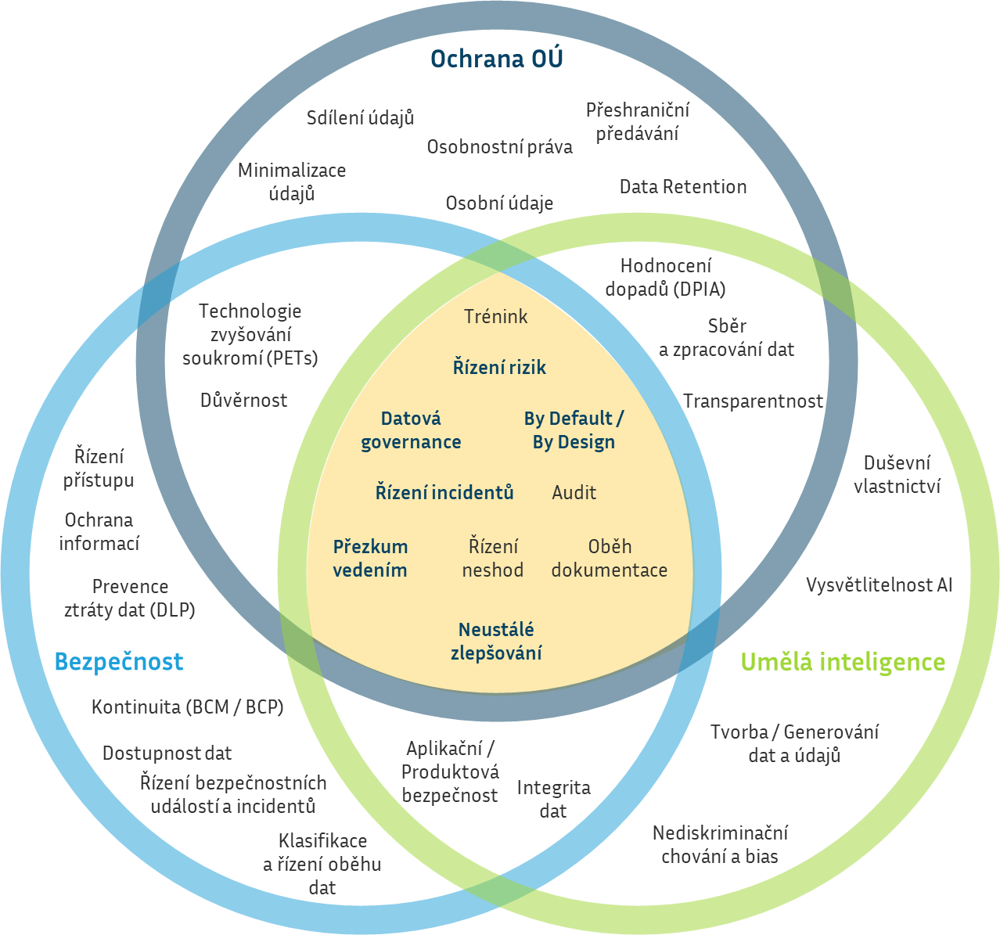 Ochrana OÚ
Sdílení údajů
Přeshraniční
předávání
Osobnostní práva
Minimalizace
údajů
Data Retention
Osobní údaje
Hodnocení
dopadů (DPIA)
Technologie
zvyšování
soukromí (PETs)
Trénink
Sběr
a zpracování dat
Řízení rizik
Důvěrnost
Transparentnost
Datová
governance
By Default /
By Design
Řízení
přístupu
Duševní
vlastnictví
Řízení incidentů
Audit
Ochrana
informací
Přezkum
vedením
Řízení
neshod
Oběh
dokumentace
Prevence
ztráty dat (DLP)
Vysvětlitelnost AI
Neustálé
zlepšování
Bezpečnost
Umělá inteligence
Kontinuita (BCM / BCP)
Dostupnost dat
Řízení bezpečnostních
událostí a incidentů
Klasifikace
a řízení oběhu
dat
Aplikační /
Produktová
bezpečnost
Integrita
dat
Tvorba / Generování
dat a údajů
Nediskriminační
chování a bias